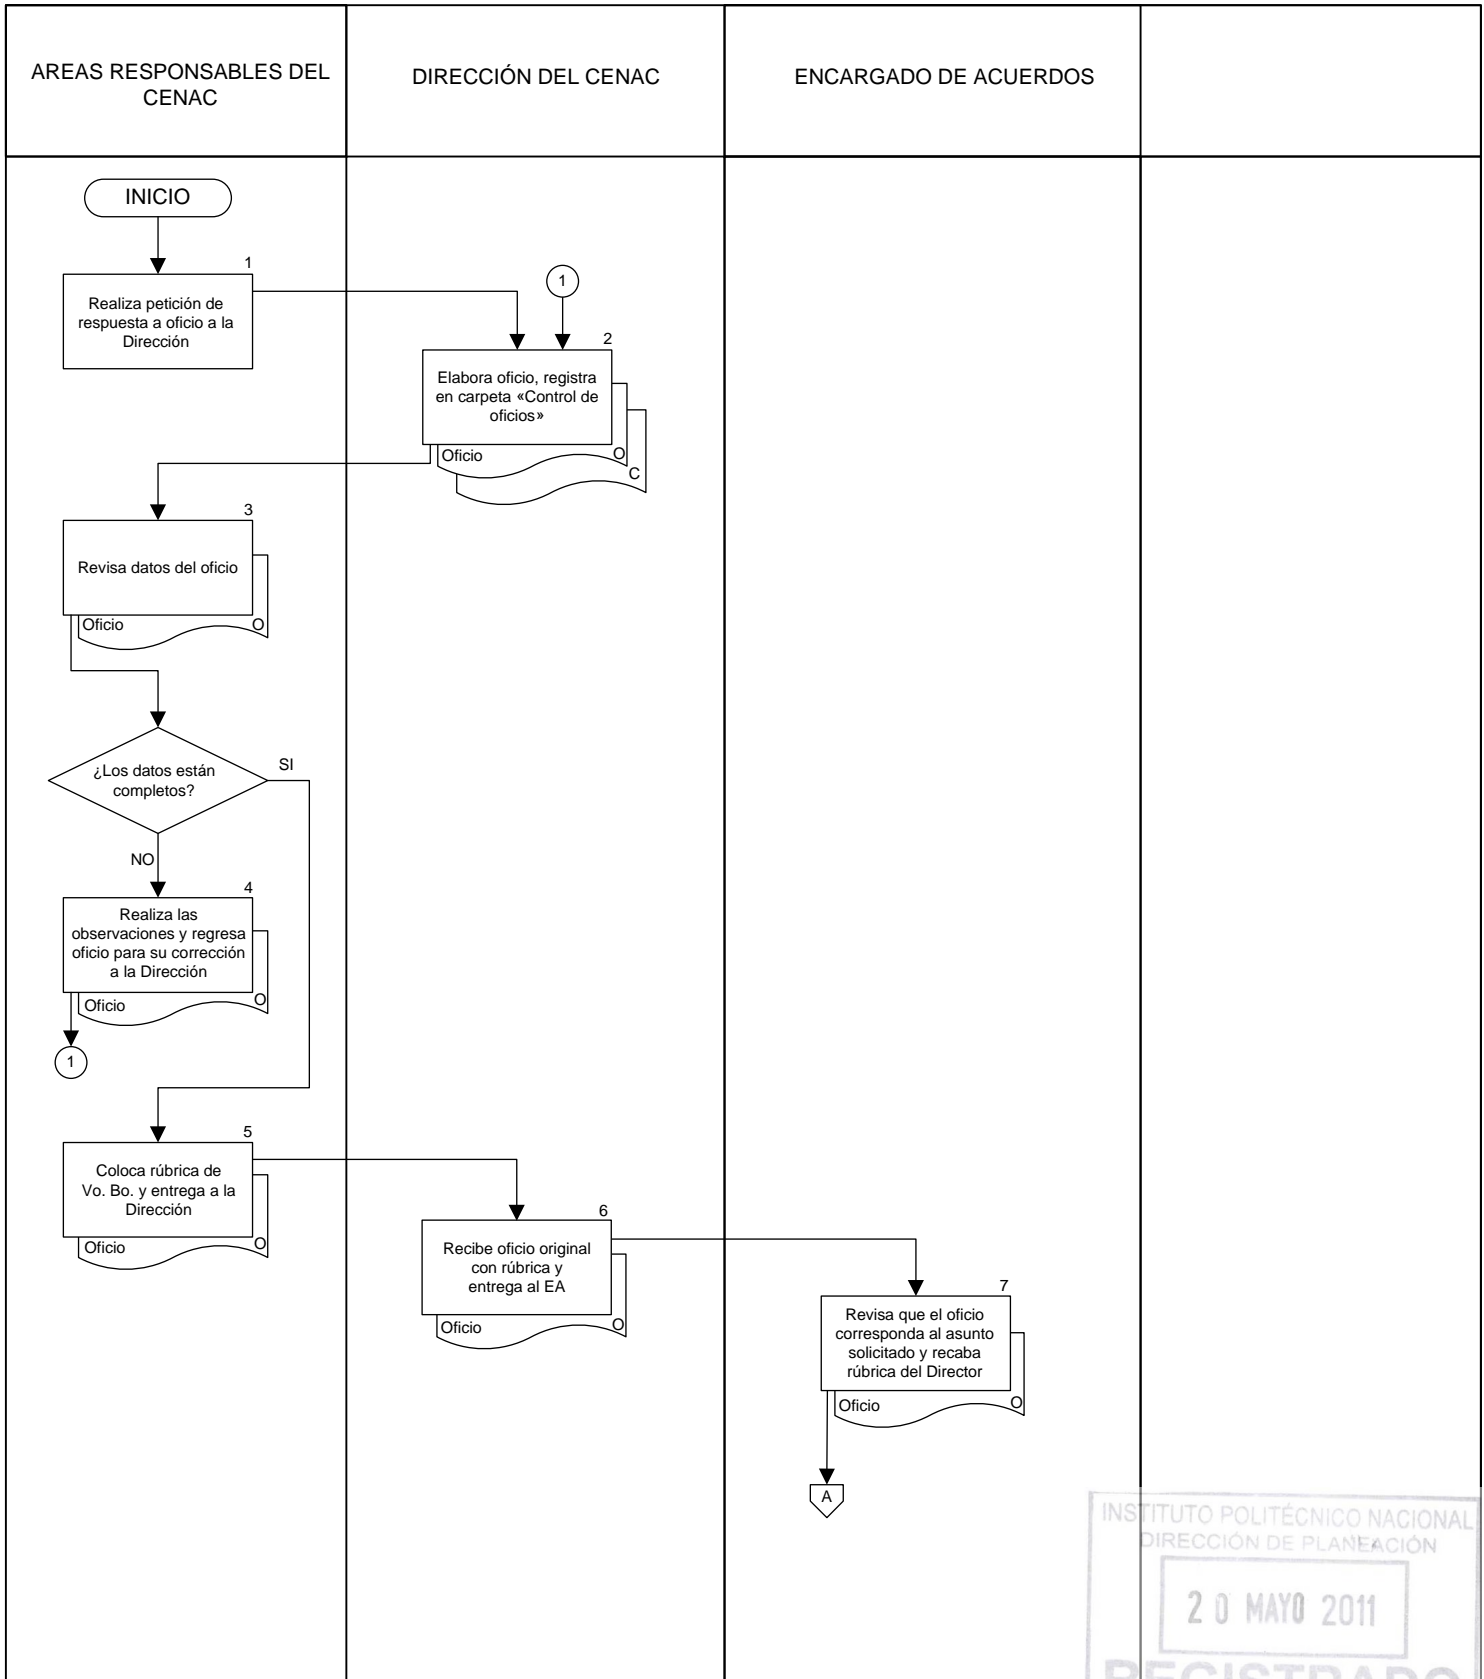 AREAS RESPONSABLES DEL
CENAC
DIRECCIÓN DEL CENAC
ENCARGADO DE ACUERDOS
INICIO
1
Realiza petición de
respuesta a oficio a la
Dirección
1
2
Elabora oficio, registra
en carpeta «Control de
oficios»
Oficio
O
C
3
Revisa datos del oficio
Oficio
O
¿Los datos están
completos?
SI
NO
4
Realiza las
observaciones y regresa
oficio para su corrección
a la Dirección
Oficio
O
1
5
Coloca rúbrica de
Vo. Bo. y entrega a la
Dirección
Oficio
O
6
Recibe oficio original
con rúbrica y
entrega al EA
Oficio
O
7
Revisa que el oficio
corresponda al asunto
solicitado y recaba
rúbrica del Director
Oficio
O
A
INSTITUTO POLITÉCNICO NACIONAL
DIRECCIÓN DE PLANEACIÓN
20 MAYO 2011
REGISTRADO